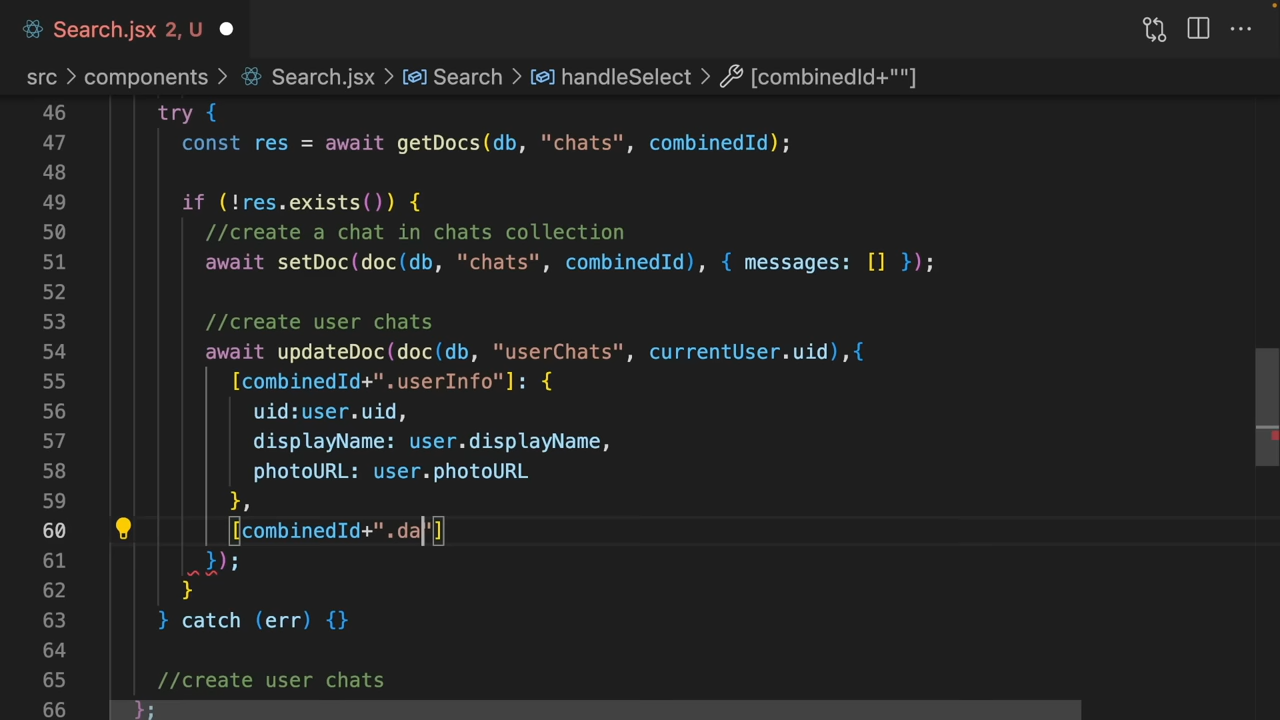 Search.jsx 2, U
src > components > Search.jsx > Search > handleSelect > [combinedId+""]
46 try {
47 const res = await getDocs(db, "chats", combinedId);
48
49 if (!res.exists()) {
50 //create a chat in chats collection
51 await setDoc(doc(db, "chats", combinedId), { messages: [] });
52
53 //create user chats
54 await updateDoc(doc(db, "userChats", currentUser.uid),{
55 [combinedId+".userInfo"]: {
56 uid:user.uid,
57 displayName: user.displayName,
58 photoURL: user.photoURL
59 },
60 [combinedId+".da"]
61 });
62 }
63 } catch (err) {}
64
65 //create user chats
66 };